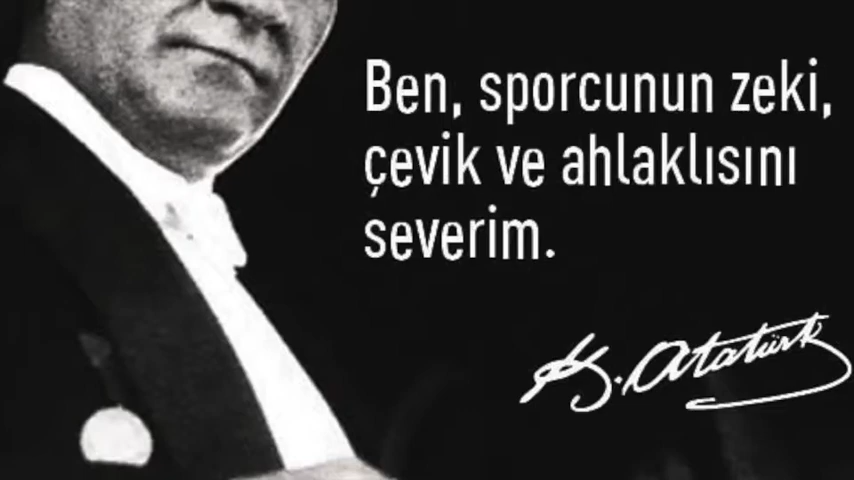 Ben, sporcunun zeki,
çevik ve ahlaklısını
severim.
K. Atatürk